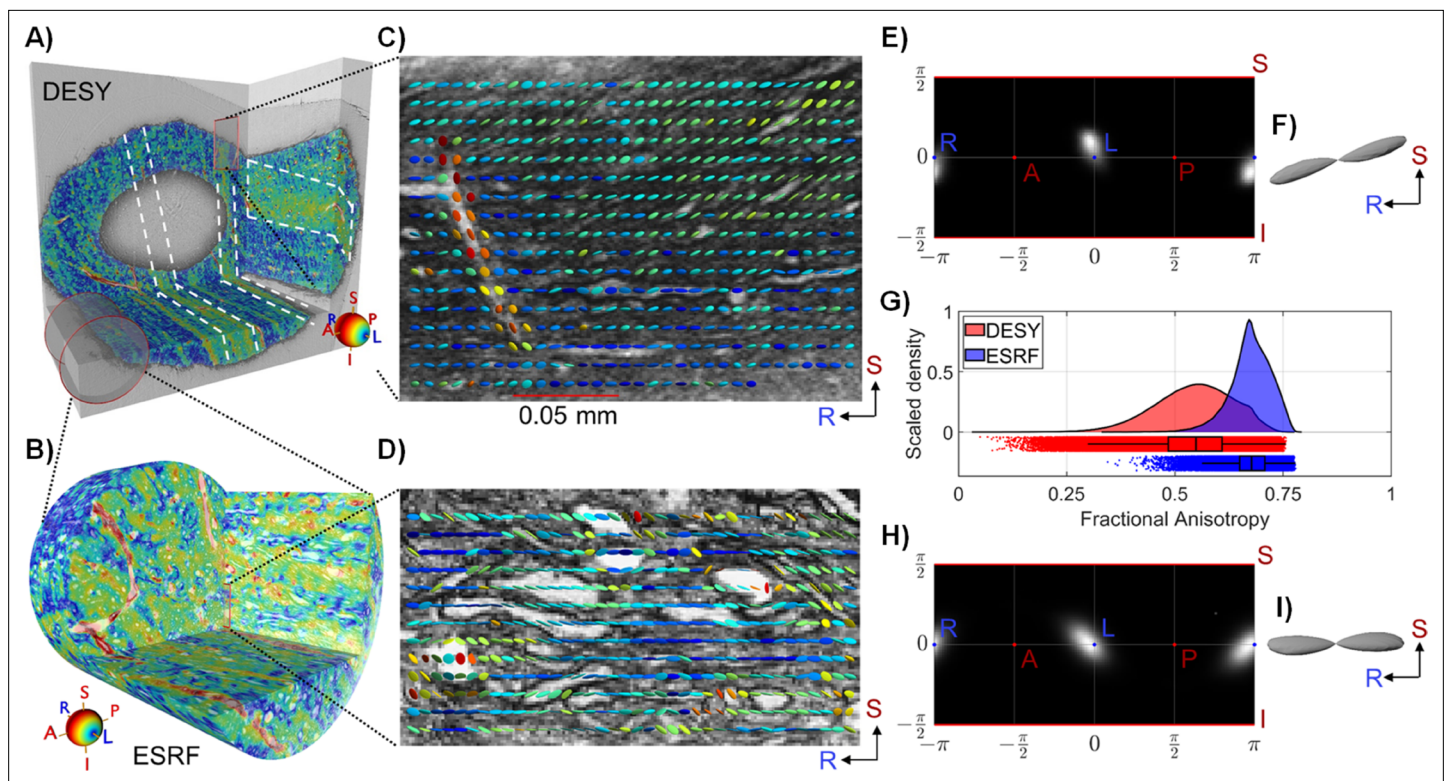 A)
DESY
S
R
P
A
L
I
B)
S
R
P
A
L
I
ESRF
C)
0.05 mm
S
R
D)
S
R
E)
S
π/2
R
L
0
A
P
I
-π/2
-π
-π/2
0
π/2
π
F)
S
R
G)
1
DESY
ESRF
0.5
0
Scaled density
0
0.25
0.5
0.75
1
Fractional Anisotropy
H)
S
π/2
R
L
0
A
P
I
-π/2
-π
-π/2
0
π/2
π
I)
S
R